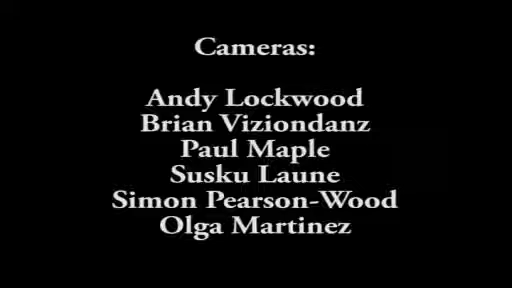 Cameras:
Andy Lockwood
Brian Viziondanz
Paul Maple
Susku Laune
Simon Pearson-Wood
Olga Martinez